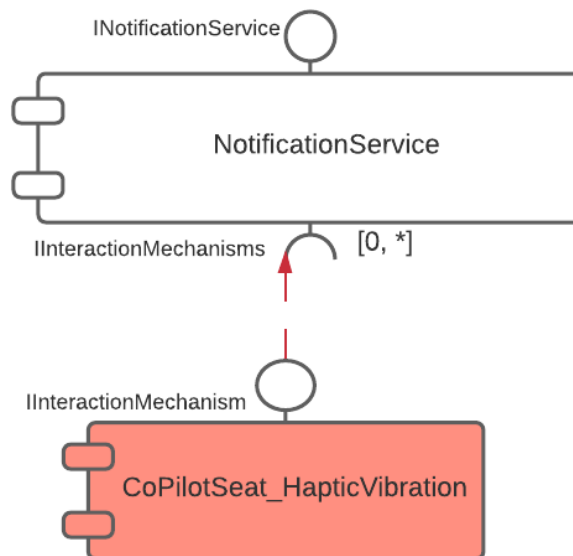 INotificationService
NotificationService
IInteractionMechanisms
[0, *]
IInteractionMechanism
CoPilotSeat_HapticVibration